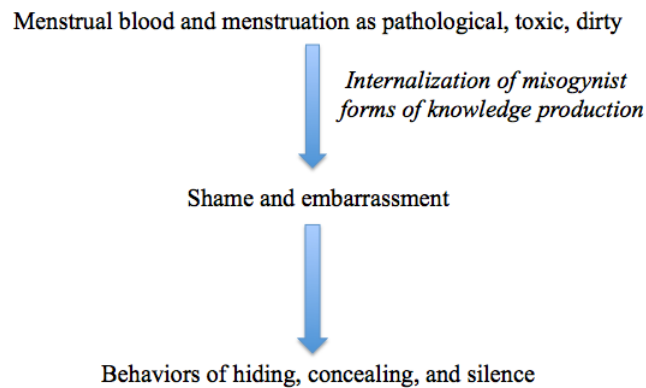 Menstrual blood and menstruation as pathological, toxic, dirty
Internalization of misogynist
forms of knowledge production
Shame and embarrassment
Behaviors of hiding, concealing, and silence